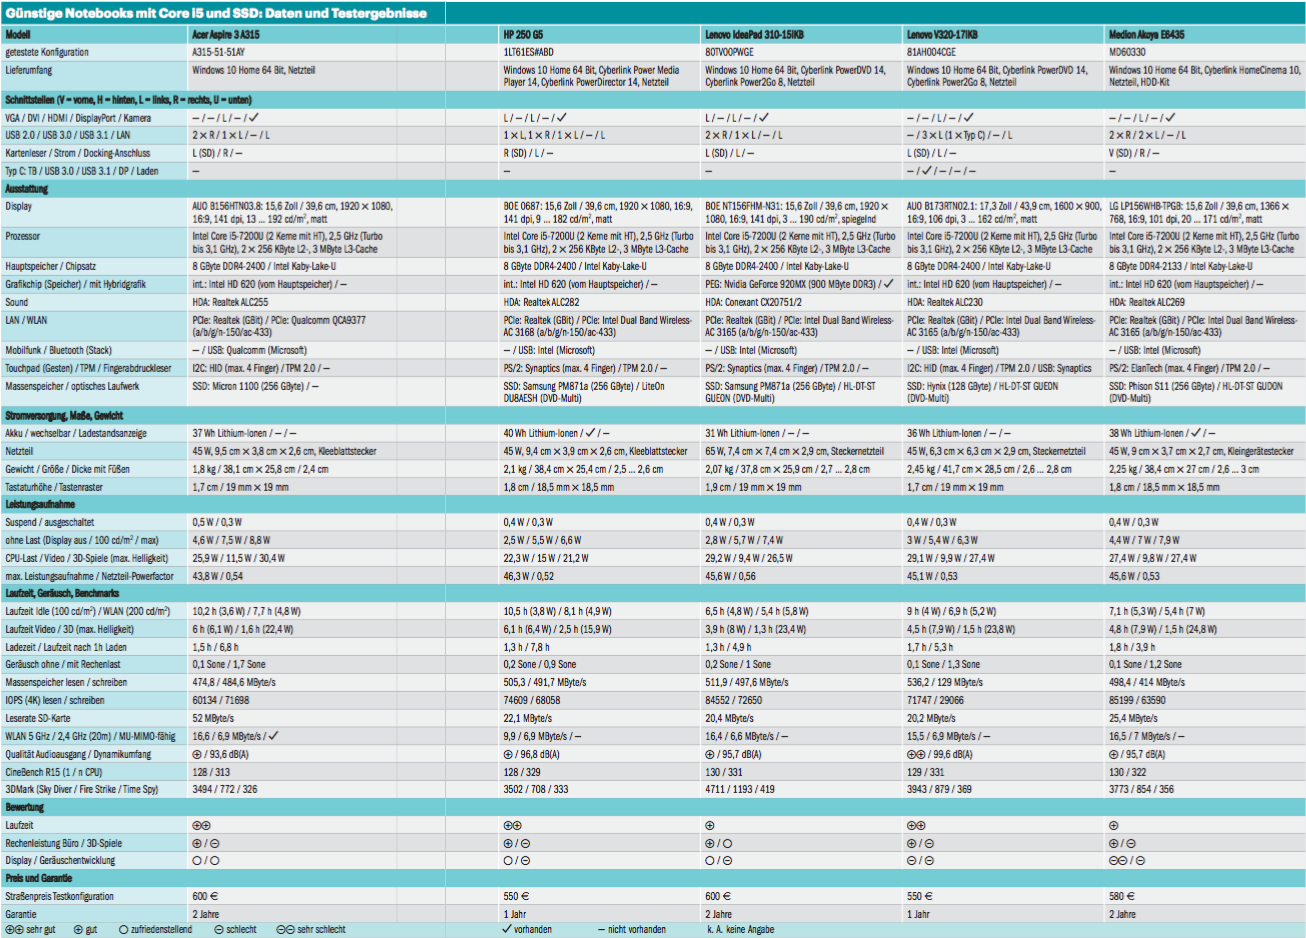 Günstige Notebooks mit Core i5 und SSD: Daten und Testergebnisse
Modell Acer Aspire 3 A315 HP 250 G5 Lenovo IdeaPad 310-15IKB Lenovo V320-17IKB Medion Akoya E6435
getestete Konfiguration A315-51-51AY 1LT61ES#ABD 80TV00PWGE 81AH004CGE MD60330
Lieferumfang Windows 10 Home 64 Bit, Netzteil Windows 10 Home 64 Bit, Cyberlink Power Media Windows 10 Home 64 Bit, Cyberlink PowerDVD 14, Windows 10 Home 64 Bit, Cyberlink PowerDVD 14, Windows 10 Home 64 Bit, Cyberlink HomeCinema 10,
Player 14, Cyberlink PowerDirector 14, Netzteil Cyberlink Power2Go 8, Netzteil Cyberlink Power2Go 8, Netzteil Netzteil, HDD-Kit
Schnittstellen (V = vorne, H = hinten, L = links, R = rechts, U = unten)
VGA / DVI / HDMI / DisplayPort / Kamera – / – / L / – / ✓ L / – / L / – / ✓ L / – / L / – / ✓ – / – / L / – / ✓ – / – / L / – / ✓
USB 2.0 / USB 3.0 / USB 3.1 / LAN 2 × R / 1 × L / – / L 1 × L, 1 × R / 1 × L / – / L 2 × R / 1 × L / – / L – / 3 × L (1 × Typ C) / – / L 2 × R / 2 × L / – / L
Kartenleser / Strom / Docking-Anschluss L (SD) / R / – R (SD) / L / – L (SD) / L / – L (SD) / L / – V (SD) / R / –
Typ C: TB / USB 3.0 / USB 3.1 / DP / Laden – – – – / ✓ / – / – / – –
Ausstattung
Display AUO B156HTN03.8: 15,6 Zoll / 39,6 cm, 1920 × 1080, BOE 0687: 15,6 Zoll / 39,6 cm, 1920 × 1080, 16:9, BOE NT156FHM-N31: 15,6 Zoll / 39,6 cm, 1920 × AUO B173RTN02.1: 17,3 Zoll / 43,9 cm, 1600 × 900, LG LP156WHB-TPGB: 15,6 Zoll / 39,6 cm, 1366 ×
16:9, 141 dpi, 13 ... 192 cd/m², matt 141 dpi, 9 ... 182 cd/m², matt 1080, 16:9, 141 dpi, 3 ... 190 cd/m², spiegelnd 16:9, 106 dpi, 3 ... 162 cd/m², matt 768, 16:9, 101 dpi, 20 ... 171 cd/m², matt
Prozessor Intel Core i5-7200U (2 Kerne mit HT), 2,5 GHz (Turbo Intel Core i5-7200U (2 Kerne mit HT), 2,5 GHz (Turbo Intel Core i5-7200U (2 Kerne mit HT), 2,5 GHz (Turbo Intel Core i5-7200U (2 Kerne mit HT), 2,5 GHz (Turbo Intel Core i5-7200U (2 Kerne mit HT), 2,5 GHz (Turbo
bis 3,1 GHz), 2 × 256 KByte L2-, 3 MByte L3-Cache bis 3,1 GHz), 2 × 256 KByte L2-, 3 MByte L3-Cache bis 3,1 GHz), 2 × 256 KByte L2-, 3 MByte L3-Cache bis 3,1 GHz), 2 × 256 KByte L2-, 3 MByte L3-Cache bis 3,1 GHz), 2 × 256 KByte L2-, 3 MByte L3-Cache
Hauptspeicher / Chipsatz 8 GByte DDR4-2400 / Intel Kaby-Lake-U 8 GByte DDR4-2400 / Intel Kaby-Lake-U 8 GByte DDR4-2400 / Intel Kaby-Lake-U 8 GByte DDR4-2400 / Intel Kaby-Lake-U 8 GByte DDR4-2133 / Intel Kaby-Lake-U
Grafikchip (Speicher) / mit Hybridgrafik int.: Intel HD 620 (vom Hauptspeicher) / – int.: Intel HD 620 (vom Hauptspeicher) / – PEG: Nvidia GeForce 920MX (900 MByte DDR3) / ✓ int.: Intel HD 620 (vom Hauptspeicher) / – int.: Intel HD 620 (vom Hauptspeicher) / –
Sound HDA: Realtek ALC255 HDA: Realtek ALC282 HDA: Conexant CX20751/2 HDA: Realtek ALC230 HDA: Realtek ALC269
LAN / WLAN PCIe: Realtek (GBit) / PCIe: Qualcomm QCA9377 PCIe: Realtek (GBit) / PCIe: Intel Dual Band Wireless- PCIe: Realtek (GBit) / PCIe: Intel Dual Band Wireless- PCIe: Realtek (GBit) / PCIe: Intel Dual Band Wireless- PCIe: Realtek (GBit) / PCIe: Intel Dual Band Wireless-
(a/b/g/n-150/ac-433) AC 3168 (a/b/g/n-150/ac-433) AC 3165 (a/b/g/n-150/ac-433) AC 3165 (a/b/g/n-150/ac-433) AC 3165 (a/b/g/n-150/ac-433)
Mobilfunk / Bluetooth (Stack) – / USB: Qualcomm (Microsoft) – / USB: Intel (Microsoft) – / USB: Intel (Microsoft) – / USB: Intel (Microsoft) – / USB: Intel (Microsoft)
Touchpad (Gesten) / TPM / Fingerabdruckleser I2C: HID (max. 4 Finger) / TPM 2.0 / – PS/2: Synaptics (max. 4 Finger) / TPM 2.0 / – PS/2: Synaptics (max. 4 Finger) / TPM 2.0 / – I2C: HID (max. 4 Finger) / TPM 2.0 / USB: Synaptics PS/2: ElanTech (max. 4 Finger) / TPM 2.0 / –
Massenspeicher / optisches Laufwerk SSD: Micron 1100 (256 GByte) / – SSD: Samsung PM871a (256 GByte) / LiteOn SSD: Samsung PM871a (256 GByte) / HL-DT-ST SSD: Hynix (128 GByte) / HL-DT-ST GUE0N SSD: Phison S11 (256 GByte) / HL-DT-ST GUD0N
DU8AESH (DVD-Multi) GUE0N (DVD-Multi) (DVD-Multi) (DVD-Multi)
Stromversorgung, Maße, Gewicht
Akku / wechselbar / Ladestandsanzeige 37 Wh Lithium-Ionen / – / – 40 Wh Lithium-Ionen / ✓ / – 31 Wh Lithium-Ionen / – / – 36 Wh Lithium-Ionen / – / – 38 Wh Lithium-Ionen / ✓ / –
Netzteil 45 W, 9,5 cm × 3,8 cm × 2,6 cm, Kleeblattstecker 45 W, 9,4 cm × 3,9 cm × 2,6 cm, Kleeblattstecker 65 W, 7,4 cm × 7,4 cm × 2,9 cm, Steckernetzteil 45 W, 6,3 cm × 6,3 cm × 2,9 cm, Steckernetzteil 45 W, 9 cm × 3,7 cm × 2,7 cm, Kleingerätestecker
Gewicht / Größe / Dicke mit Füßen 1,8 kg / 38,1 cm × 25,8 cm / 2,4 cm 2,1 kg / 38,4 cm × 25,4 cm / 2,5 ... 2,6 cm 2,07 kg / 37,8 cm × 25,9 cm / 2,7 ... 2,8 cm 2,45 kg / 41,7 cm × 28,5 cm / 2,6 ... 2,8 cm 2,25 kg / 38,4 cm × 27 cm / 2,6 ... 3 cm
Tastaturhöhe / Tastenraster 1,7 cm / 19 mm × 19 mm 1,8 cm / 18,5 mm × 18,5 mm 1,9 cm / 19 mm × 19 mm 1,7 cm / 19 mm × 19 mm 1,8 cm / 18,5 mm × 18,5 mm
Leistungsaufnahme
Suspend / ausgeschaltet 0,5 W / 0,3 W 0,4 W / 0,3 W 0,4 W / 0,3 W 0,4 W / 0,3 W 0,4 W / 0,3 W
ohne Last (Display aus / 100 cd/m² / max) 4,6 W / 7,5 W / 8,8 W 2,5 W / 5,5 W / 6,6 W 2,8 W / 5,7 W / 7,4 W 3 W / 5,4 W / 6,3 W 4,4 W / 7 W / 7,9 W
CPU-Last / Video / 3D-Spiele (max. Helligkeit) 25,9 W / 11,5 W / 30,4 W 22,3 W / 15 W / 21,2 W 29,2 W / 9,4 W / 26,5 W 29,1 W / 9,9 W / 27,4 W 27,4 W / 9,8 W / 27,4 W
max. Leistungsaufnahme / Netzteil-Powerfactor 43,8 W / 0,54 46,3 W / 0,52 45,6 W / 0,56 45,1 W / 0,53 45,6 W / 0,53
Laufzeit, Geräusch, Benchmarks
Laufzeit Idle (100 cd/m²) / WLAN (200 cd/m²) 10,2 h (3,6 W) / 7,7 h (4,8 W) 10,5 h (3,8 W) / 8,1 h (4,9 W) 6,5 h (4,8 W) / 5,4 h (5,8 W) 9 h (4 W) / 6,9 h (5,2 W) 7,1 h (5,3 W) / 5,4 h (7 W)
Laufzeit Video / 3D (max. Helligkeit) 6 h (6,1 W) / 1,6 h (22,4 W) 6,1 h (6,4 W) / 2,5 h (15,9 W) 3,9 h (8 W) / 1,3 h (23,4 W) 4,5 h (7,9 W) / 1,5 h (23,8 W) 4,8 h (7,9 W) / 1,5 h (24,8 W)
Ladezeit / Laufzeit nach 1h Laden 1,5 h / 6,8 h 1,3 h / 7,8 h 1,3 h / 4,9 h 1,7 h / 5,3 h 1,8 h / 3,9 h
Geräusch ohne / mit Rechenlast 0,1 Sone / 1,7 Sone 0,2 Sone / 0,9 Sone 0,2 Sone / 1 Sone 0,1 Sone / 1,3 Sone 0,1 Sone / 1,2 Sone
Massenspeicher lesen / schreiben 474,8 / 484,6 MByte/s 505,3 / 491,7 MByte/s 511,9 / 497,6 MByte/s 536,2 / 129 MByte/s 498,4 / 414 MByte/s
IOPS (4K) lesen / schreiben 60134 / 71698 74609 / 68058 84552 / 72650 71747 / 29066 85199 / 63590
Leserate SD-Karte 52 MByte/s 22,1 MByte/s 20,4 MByte/s 20,2 MByte/s 25,4 MByte/s
WLAN 5 GHz / 2,4 GHz (20m) / MU-MIMO-fähig 16,6 / 6,9 MByte/s / ✓ 9,9 / 6,9 MByte/s / – 16,4 / 6,6 MByte/s / – 15,5 / 6,9 MByte/s / – 16,5 / 7 MByte/s / –
Qualität Audioausgang / Dynamikumfang ⊕ / 93,6 dB(A) ⊕ / 96,8 dB(A) ⊕ / 95,7 dB(A) ⊕⊕ / 99,6 dB(A) ⊕ / 95,7 dB(A)
CineBench R15 (1 / n CPU) 128 / 313 128 / 329 130 / 331 129 / 331 130 / 322
3DMark (Sky Diver / Fire Strike / Time Spy) 3494 / 772 / 326 3502 / 708 / 333 4711 / 1193 / 419 3943 / 879 / 369 3773 / 854 / 356
Bewertung
Laufzeit ⊕⊕ ⊕⊕ ⊕ ⊕⊕ ⊕
Rechenleistung Büro / 3D-Spiele ⊕ / ⊖ ⊕ / ⊖ ⊕ / ○ ⊕ / ⊖ ⊕ / ⊖
Display / Geräuschentwicklung ○ / ○ ○ / ⊖ ○ / ⊖ ⊖ / ⊖ ⊖⊖ / ⊖
Preis und Garantie
Straßenpreis Testkonfiguration 600 € 550 € 600 € 550 € 580 €
Garantie 2 Jahre 1 Jahr 2 Jahre 1 Jahr 2 Jahre
⊕⊕ sehr gut ⊕ gut ○ zufriedenstellend ⊖ schlecht ⊖⊖ sehr schlecht ✓ vorhanden – nicht vorhanden k. A. keine Angabe